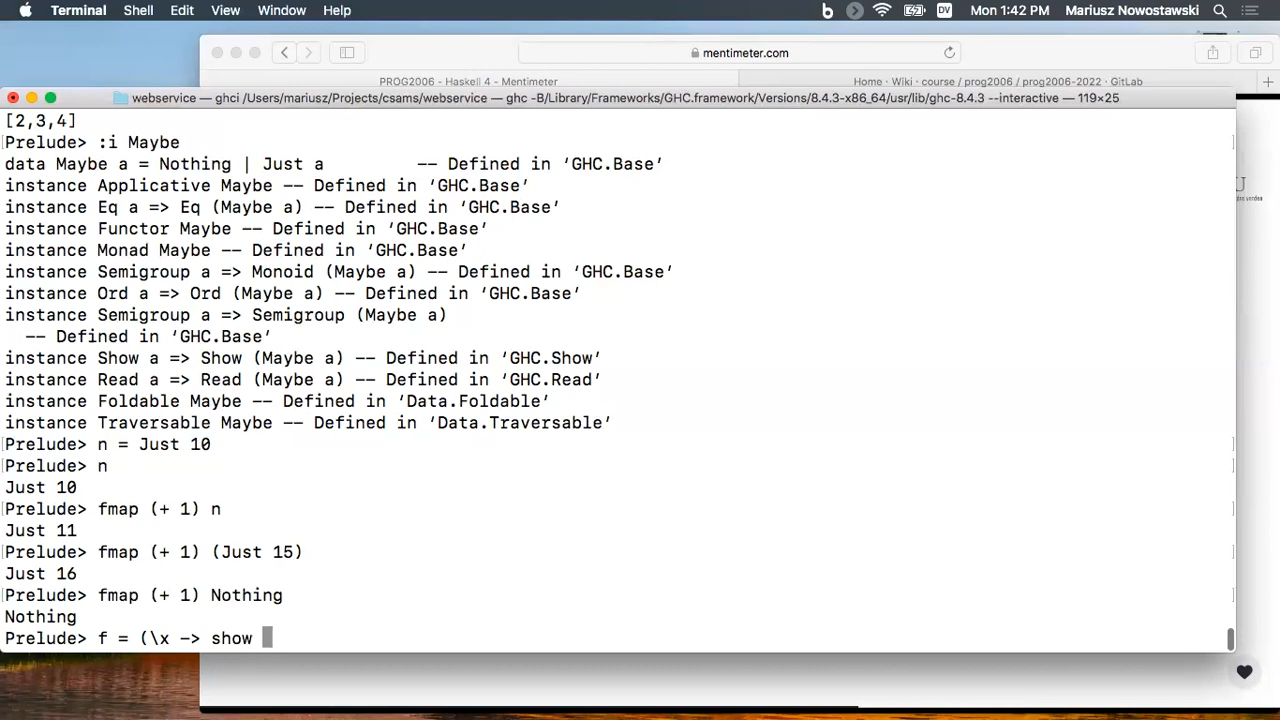 Terminal Shell Edit View Window Help DV Mon 1:42 PM Mariusz Nowostawski
mentimeter.com
PROG2006 - Haskell 4 - Mentimeter Home · Wiki · course / prog2006 / prog2006-2022 · GitLab
webservice — ghci /Users/mariusz/Projects/csams/webservice — ghc -B/Library/Frameworks/GHC.framework/Versions/8.4.3-x86_64/usr/lib/ghc-8.4.3 --interactive — 119×25
[2,3,4]
Prelude> :i Maybe
data Maybe a = Nothing | Just a -- Defined in ‘GHC.Base’
instance Applicative Maybe -- Defined in ‘GHC.Base’
instance Eq a => Eq (Maybe a) -- Defined in ‘GHC.Base’
instance Functor Maybe -- Defined in ‘GHC.Base’
instance Monad Maybe -- Defined in ‘GHC.Base’
instance Semigroup a => Monoid (Maybe a) -- Defined in ‘GHC.Base’
instance Ord a => Ord (Maybe a) -- Defined in ‘GHC.Base’
instance Semigroup a => Semigroup (Maybe a)
-- Defined in ‘GHC.Base’
instance Show a => Show (Maybe a) -- Defined in ‘GHC.Show’
instance Read a => Read (Maybe a) -- Defined in ‘GHC.Read’
instance Foldable Maybe -- Defined in ‘Data.Foldable’
instance Traversable Maybe -- Defined in ‘Data.Traversable’
Prelude> n = Just 10
Prelude> n
Just 10
Prelude> fmap (+ 1) n
Just 11
Prelude> fmap (+ 1) (Just 15)
Just 16
Prelude> fmap (+ 1) Nothing
Nothing
Prelude> f = (\x -> show